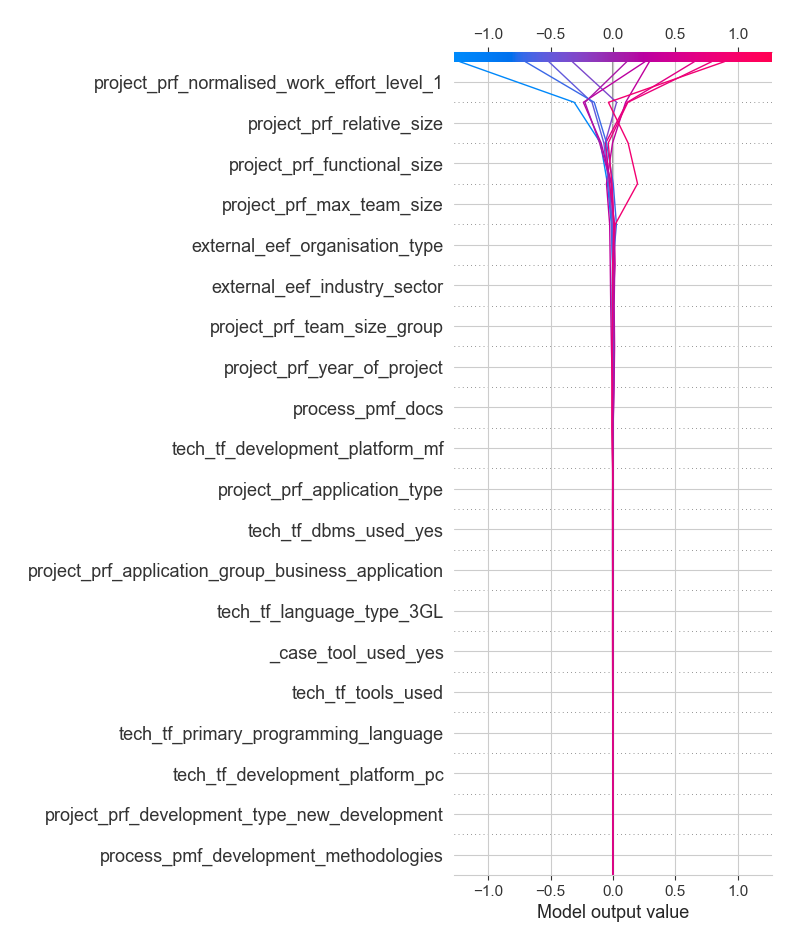 −1.0 −0.5 0.0 0.5 1.0
project_prf_normalised_work_effort_level_1
project_prf_relative_size
project_prf_functional_size
project_prf_max_team_size
external_eef_organisation_type
external_eef_industry_sector
project_prf_team_size_group
project_prf_year_of_project
process_pmf_docs
tech_tf_development_platform_mf
project_prf_application_type
tech_tf_dbms_used_yes
project_prf_application_group_business_application
tech_tf_language_type_3GL
_case_tool_used_yes
tech_tf_tools_used
tech_tf_primary_programming_language
tech_tf_development_platform_pc
project_prf_development_type_new_development
process_pmf_development_methodologies
−1.0 −0.5 0.0 0.5 1.0
Model output value